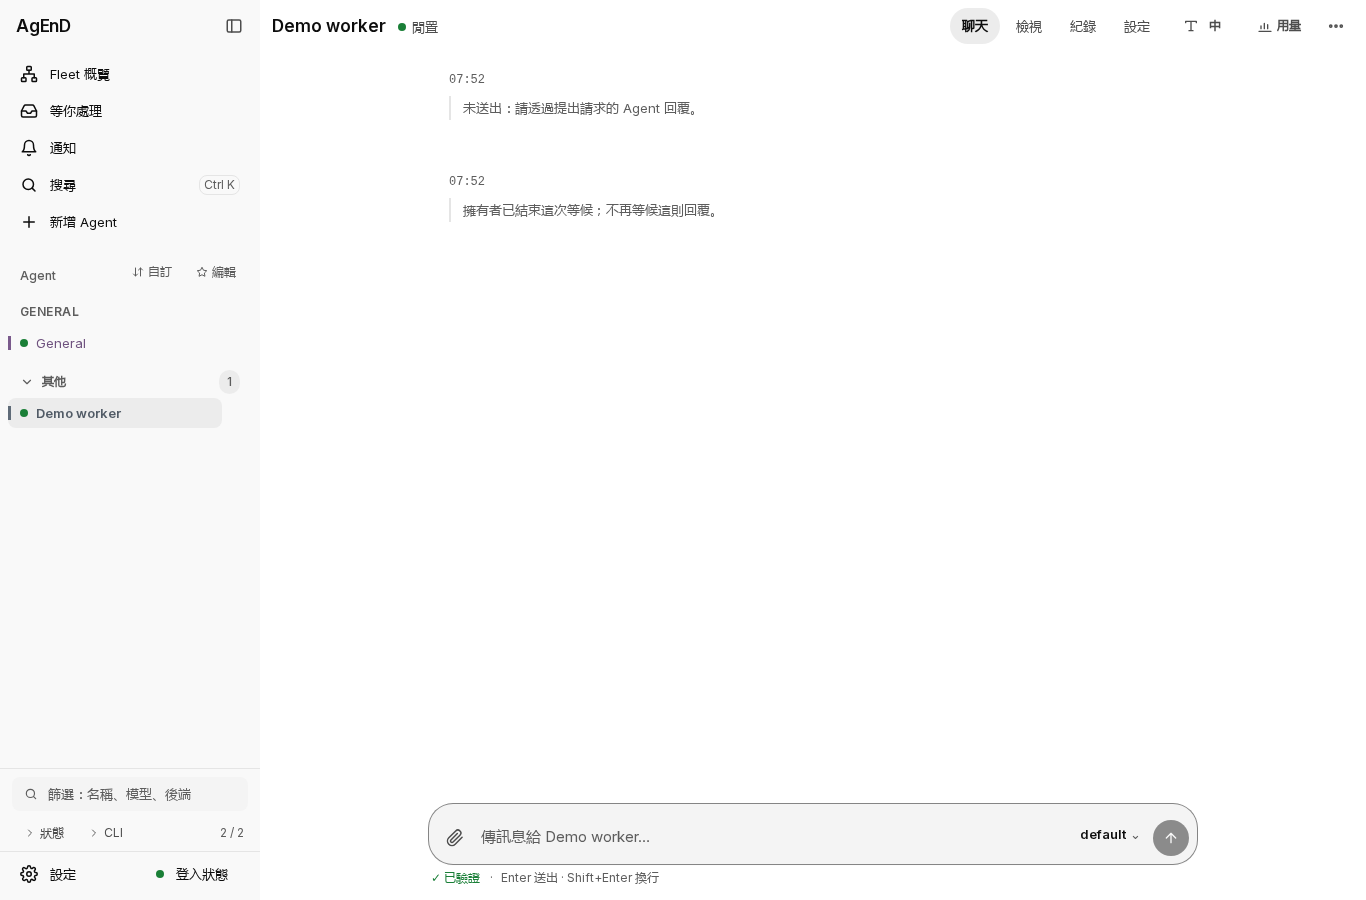 AgEnD
Fleet 概覽
等你處理
通知
搜尋 Ctrl K
新增 Agent
Agent 自訂 編輯
GENERAL
General
其他 1
Demo worker
篩選：名稱、模型、後端
狀態 CLI 2 / 2
設定 登入狀態
Demo worker 閒置
聊天 檢視 紀錄 設定 T 中 用量
07:52
未送出：請透過提出請求的 Agent 回覆。
07:52
擁有者已結束這次等候；不再等候這則回覆。
傳訊息給 Demo worker... default
✓ 已驗證 · Enter 送出 · Shift+Enter 換行